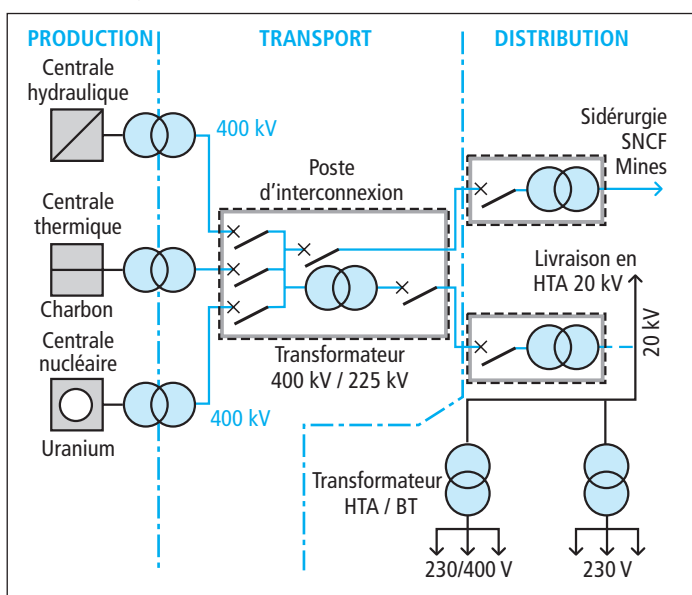 PRODUCTION
TRANSPORT
DISTRIBUTION
Centrale
hydraulique
400 kV
Centrale
thermique
Charbon
Centrale
nucléaire
Uranium
400 kV
Poste
d'interconnexion
Transformateur
400 kV / 225 kV
Sidérurgie
SNCF
Mines
Livraison en
HTA 20 kV
20 kV
Transformateur
HTA / BT
230/400 V
230 V